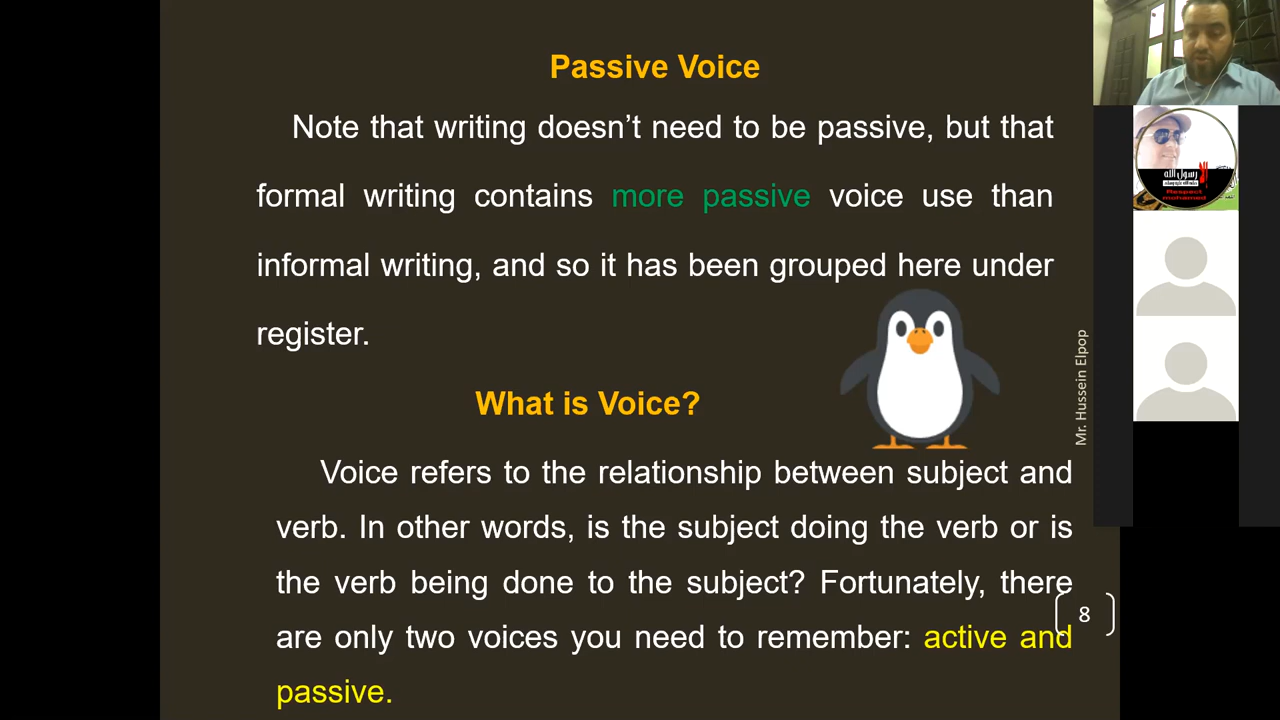 Passive Voice
Note that writing doesn’t need to be passive, but that
formal writing contains more passive voice use than
informal writing, and so it has been grouped here under
register.
What is Voice?
Voice refers to the relationship between subject and
verb. In other words, is the subject doing the verb or is
the verb being done to the subject? Fortunately, there
are only two voices you need to remember: active and
passive.
8
Mr. Hussein Elpop
رسول الله
Respect
mohamed